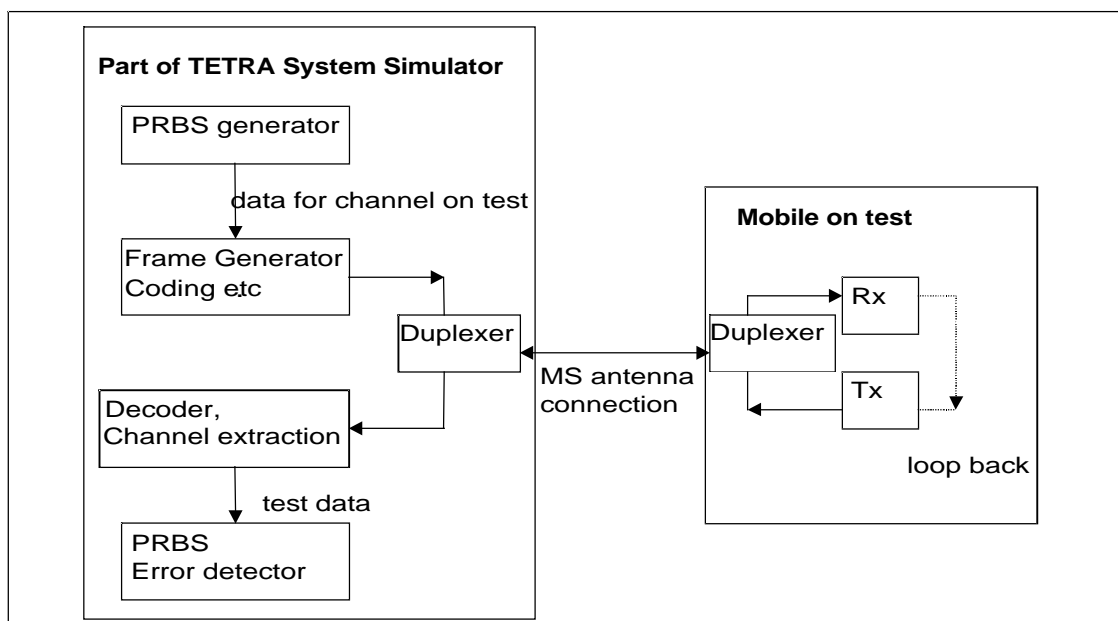 Part of TETRA System Simulator
PRBS generator
data for channel on test
Frame Generator
Coding etc
Duplexer
Decoder,
Channel extraction
test data
PRBS
Error detector
MS antenna
connection
Mobile on test
Rx
Duplexer
Tx
loop back